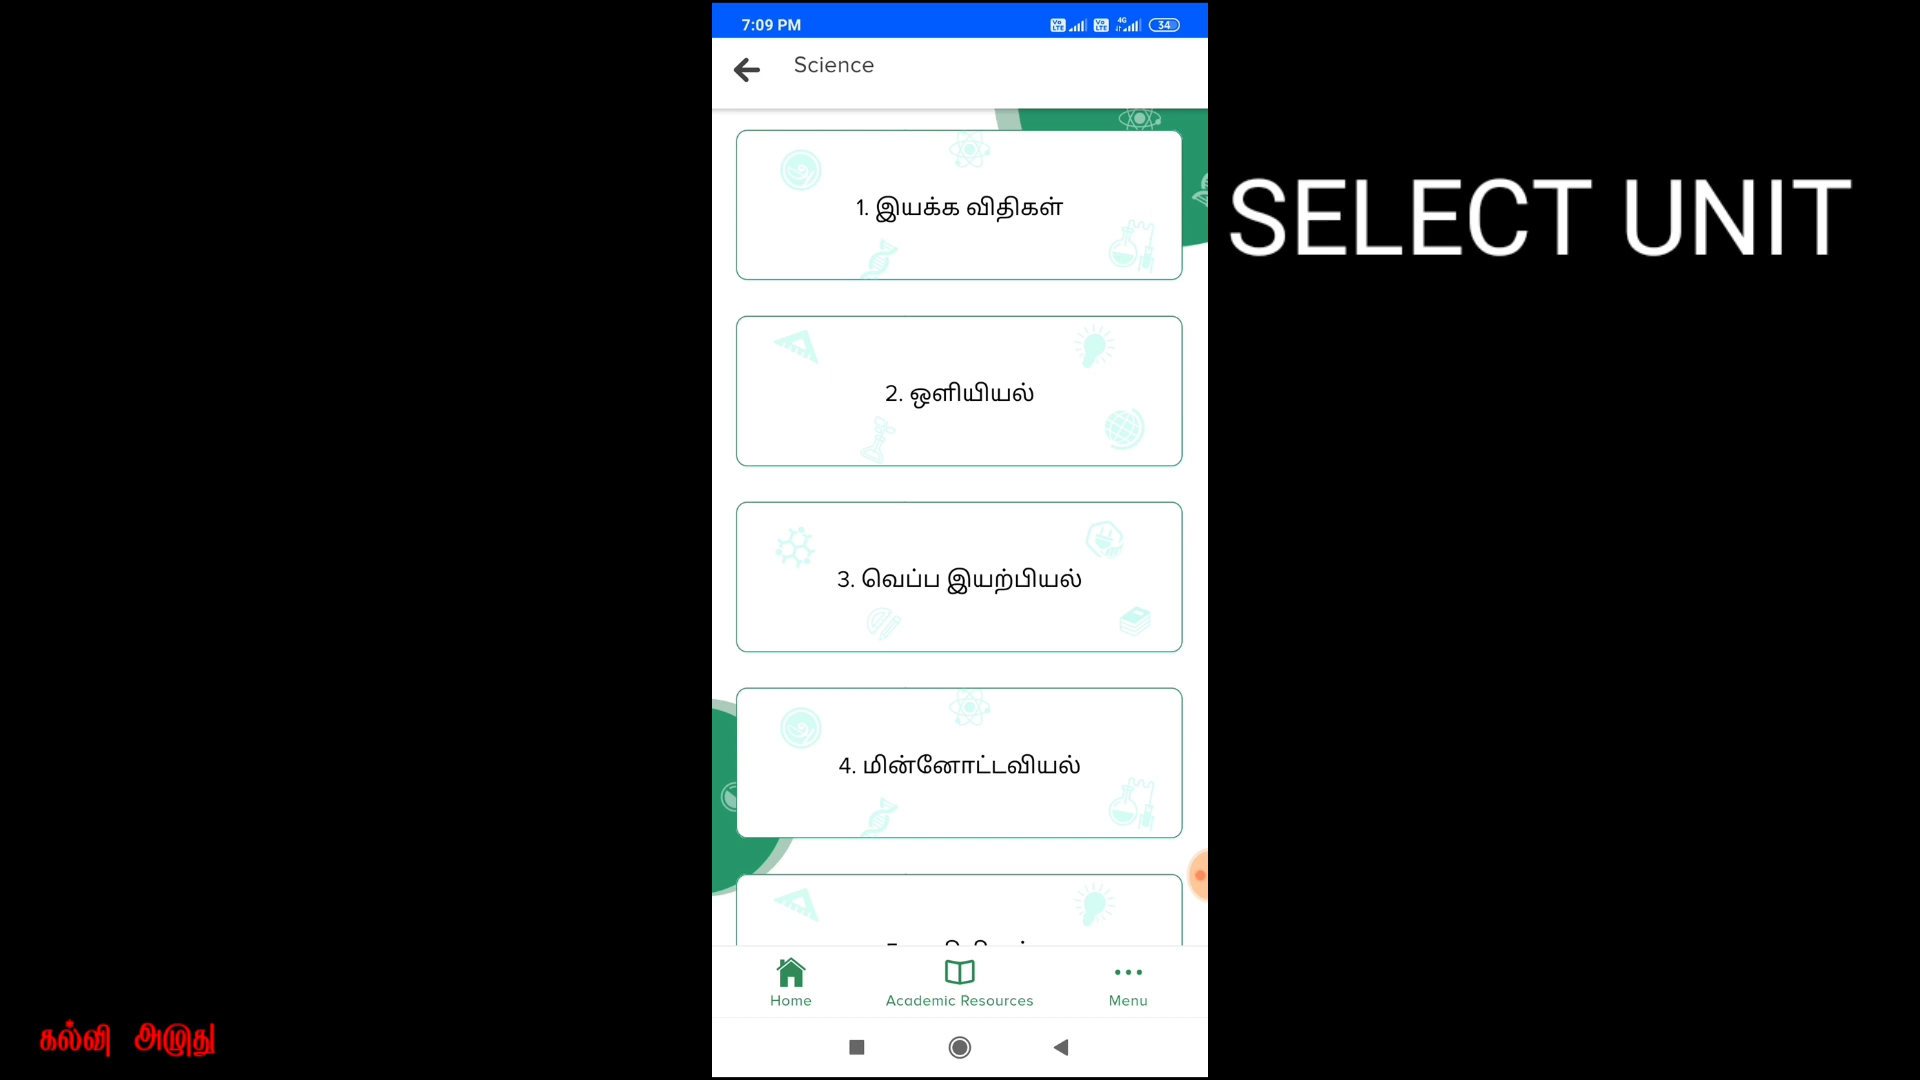 7:09 PM
34
Science
SELECT UNIT
1. இயக்க விதிகள்
2. ஒளியியல்
3. வெப்ப இயற்பியல்
4. மின்னோட்டவியல்
Home
Academic Resources
Menu
கல்வி அமுது